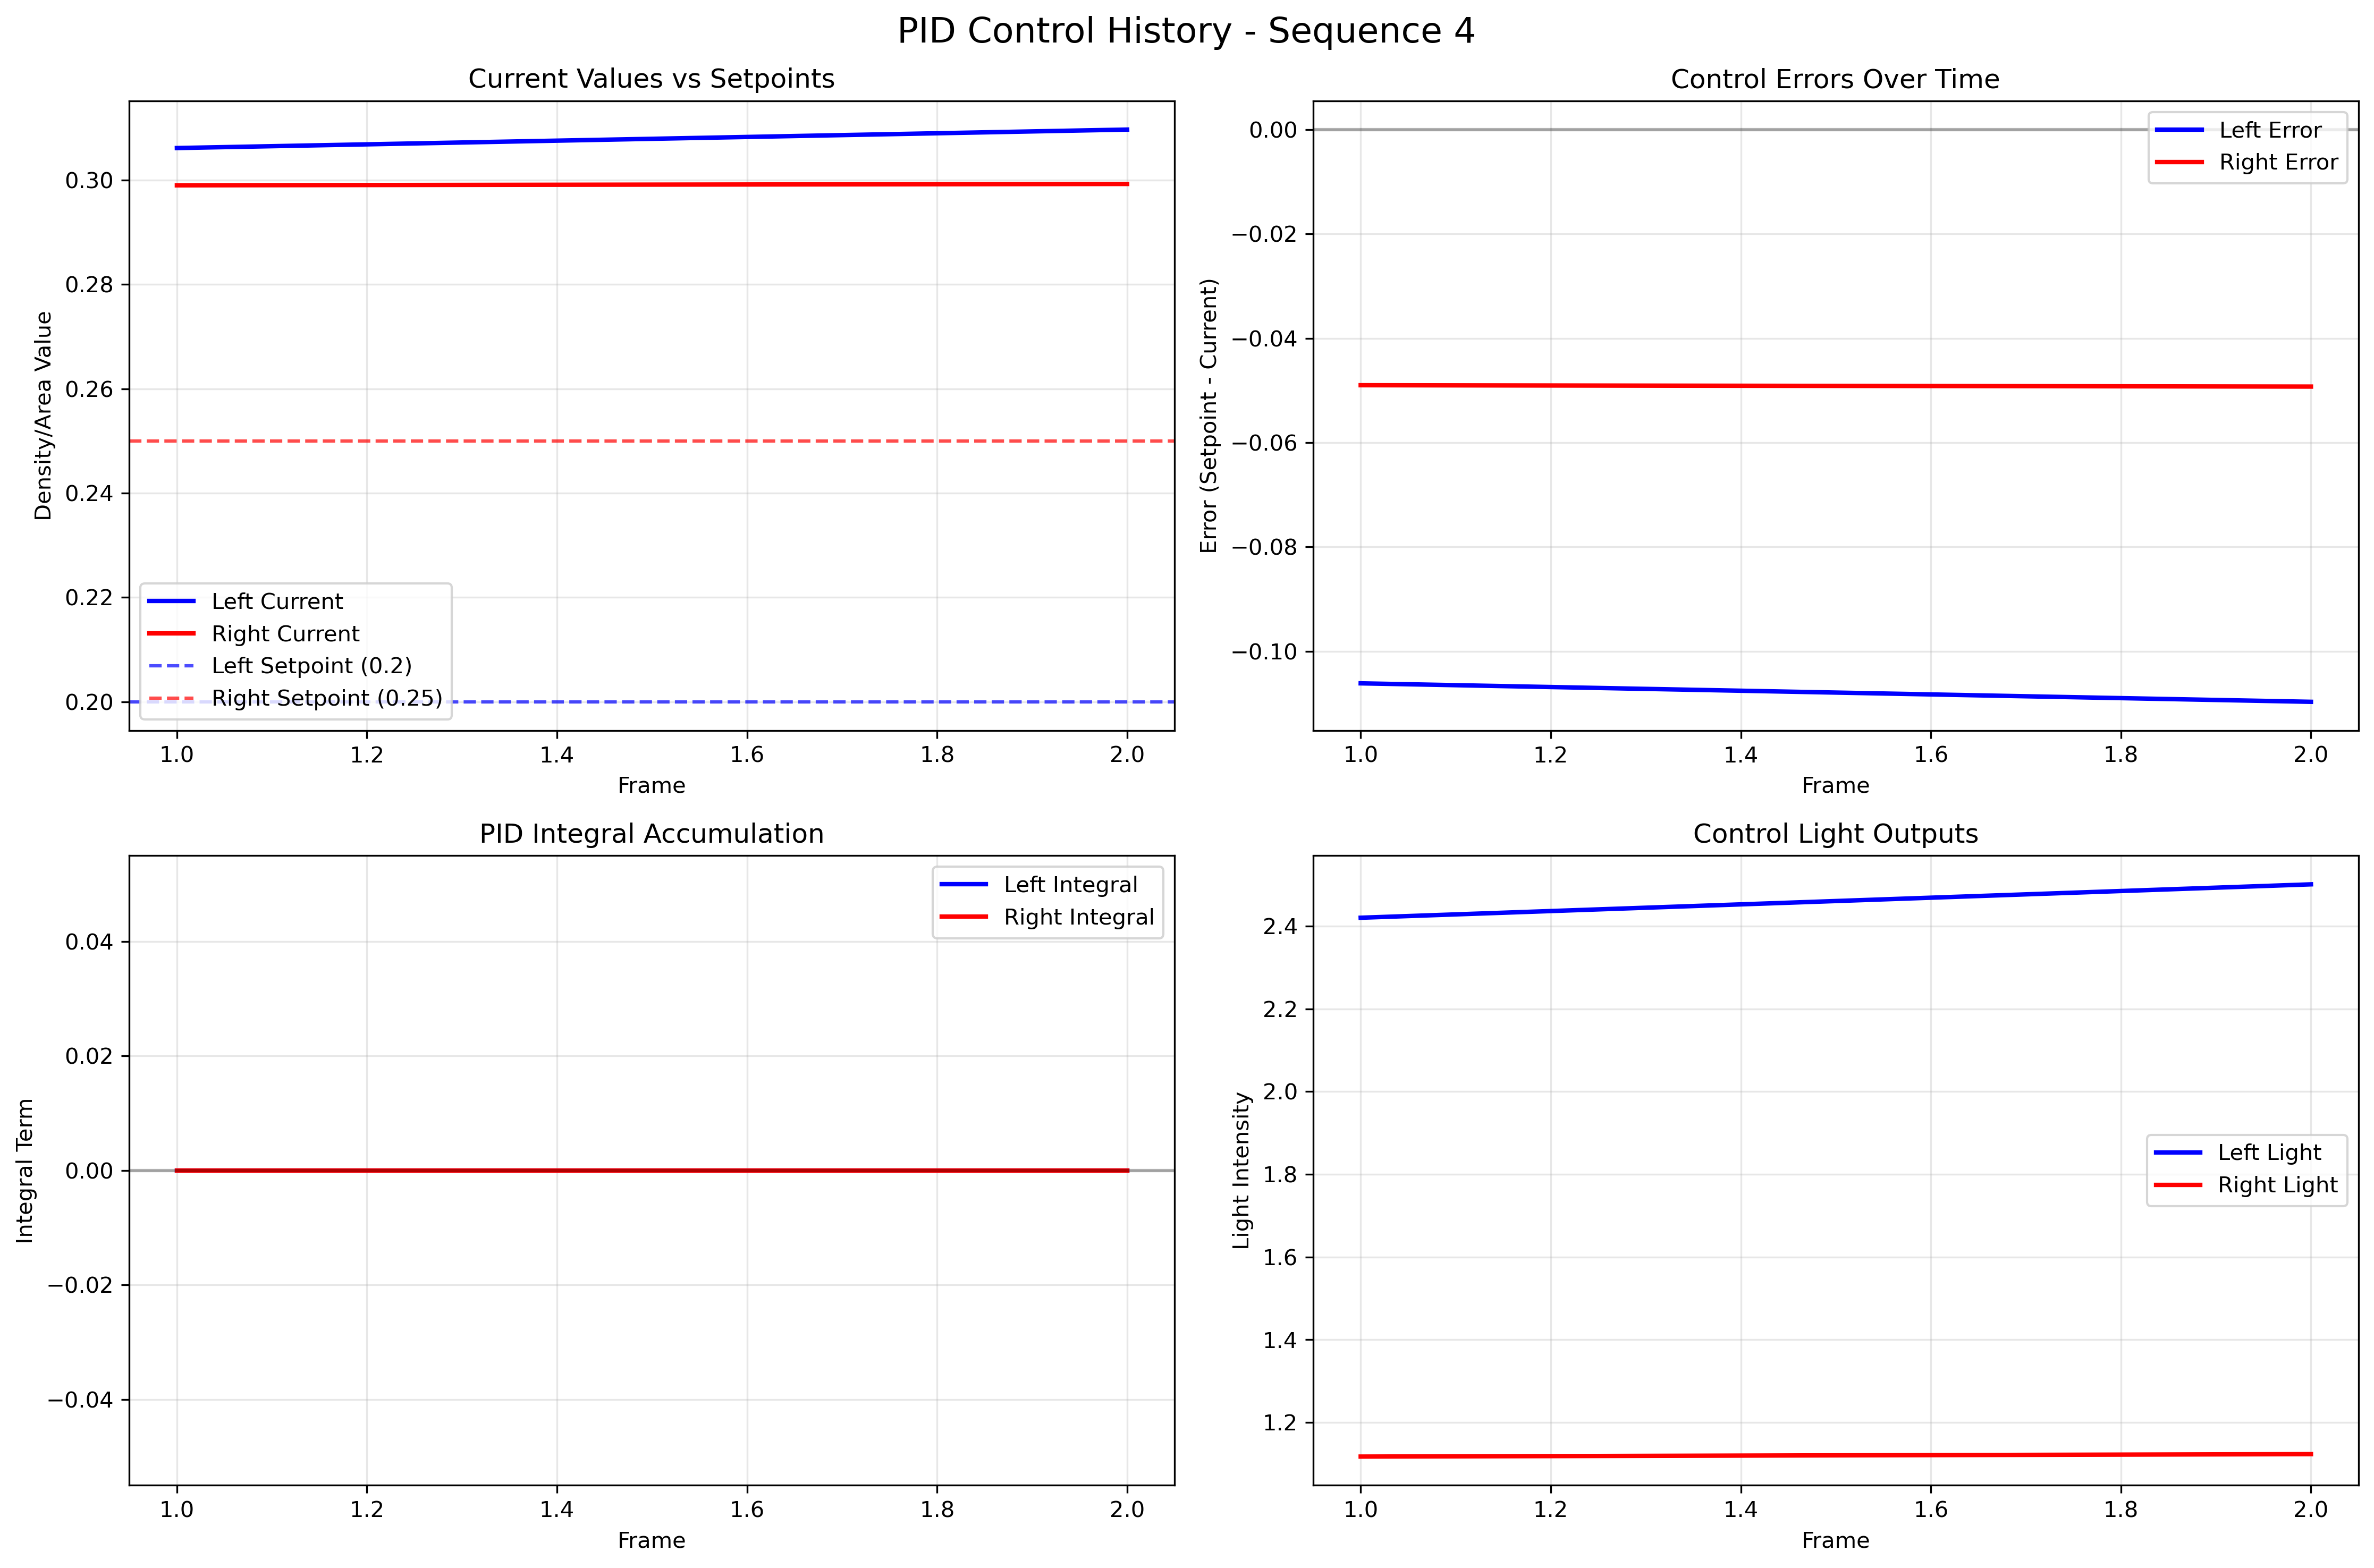 PID Control History - Sequence 4
Current Values vs Setpoints
Density/Area Value
0.30
0.28
0.26
0.24
0.22
0.20
Left Current
Right Current
Left Setpoint (0.2)
Right Setpoint (0.25)
1.0 1.2 1.4 1.6 1.8 2.0
Frame
Control Errors Over Time
Error (Setpoint - Current)
0.00
−0.02
−0.04
−0.06
−0.08
−0.10
Left Error
Right Error
1.0 1.2 1.4 1.6 1.8 2.0
Frame
PID Integral Accumulation
Integral Term
0.04
0.02
0.00
−0.02
−0.04
Left Integral
Right Integral
1.0 1.2 1.4 1.6 1.8 2.0
Frame
Control Light Outputs
Light Intensity
2.4
2.2
2.0
1.8
1.6
1.4
1.2
Left Light
Right Light
1.0 1.2 1.4 1.6 1.8 2.0
Frame